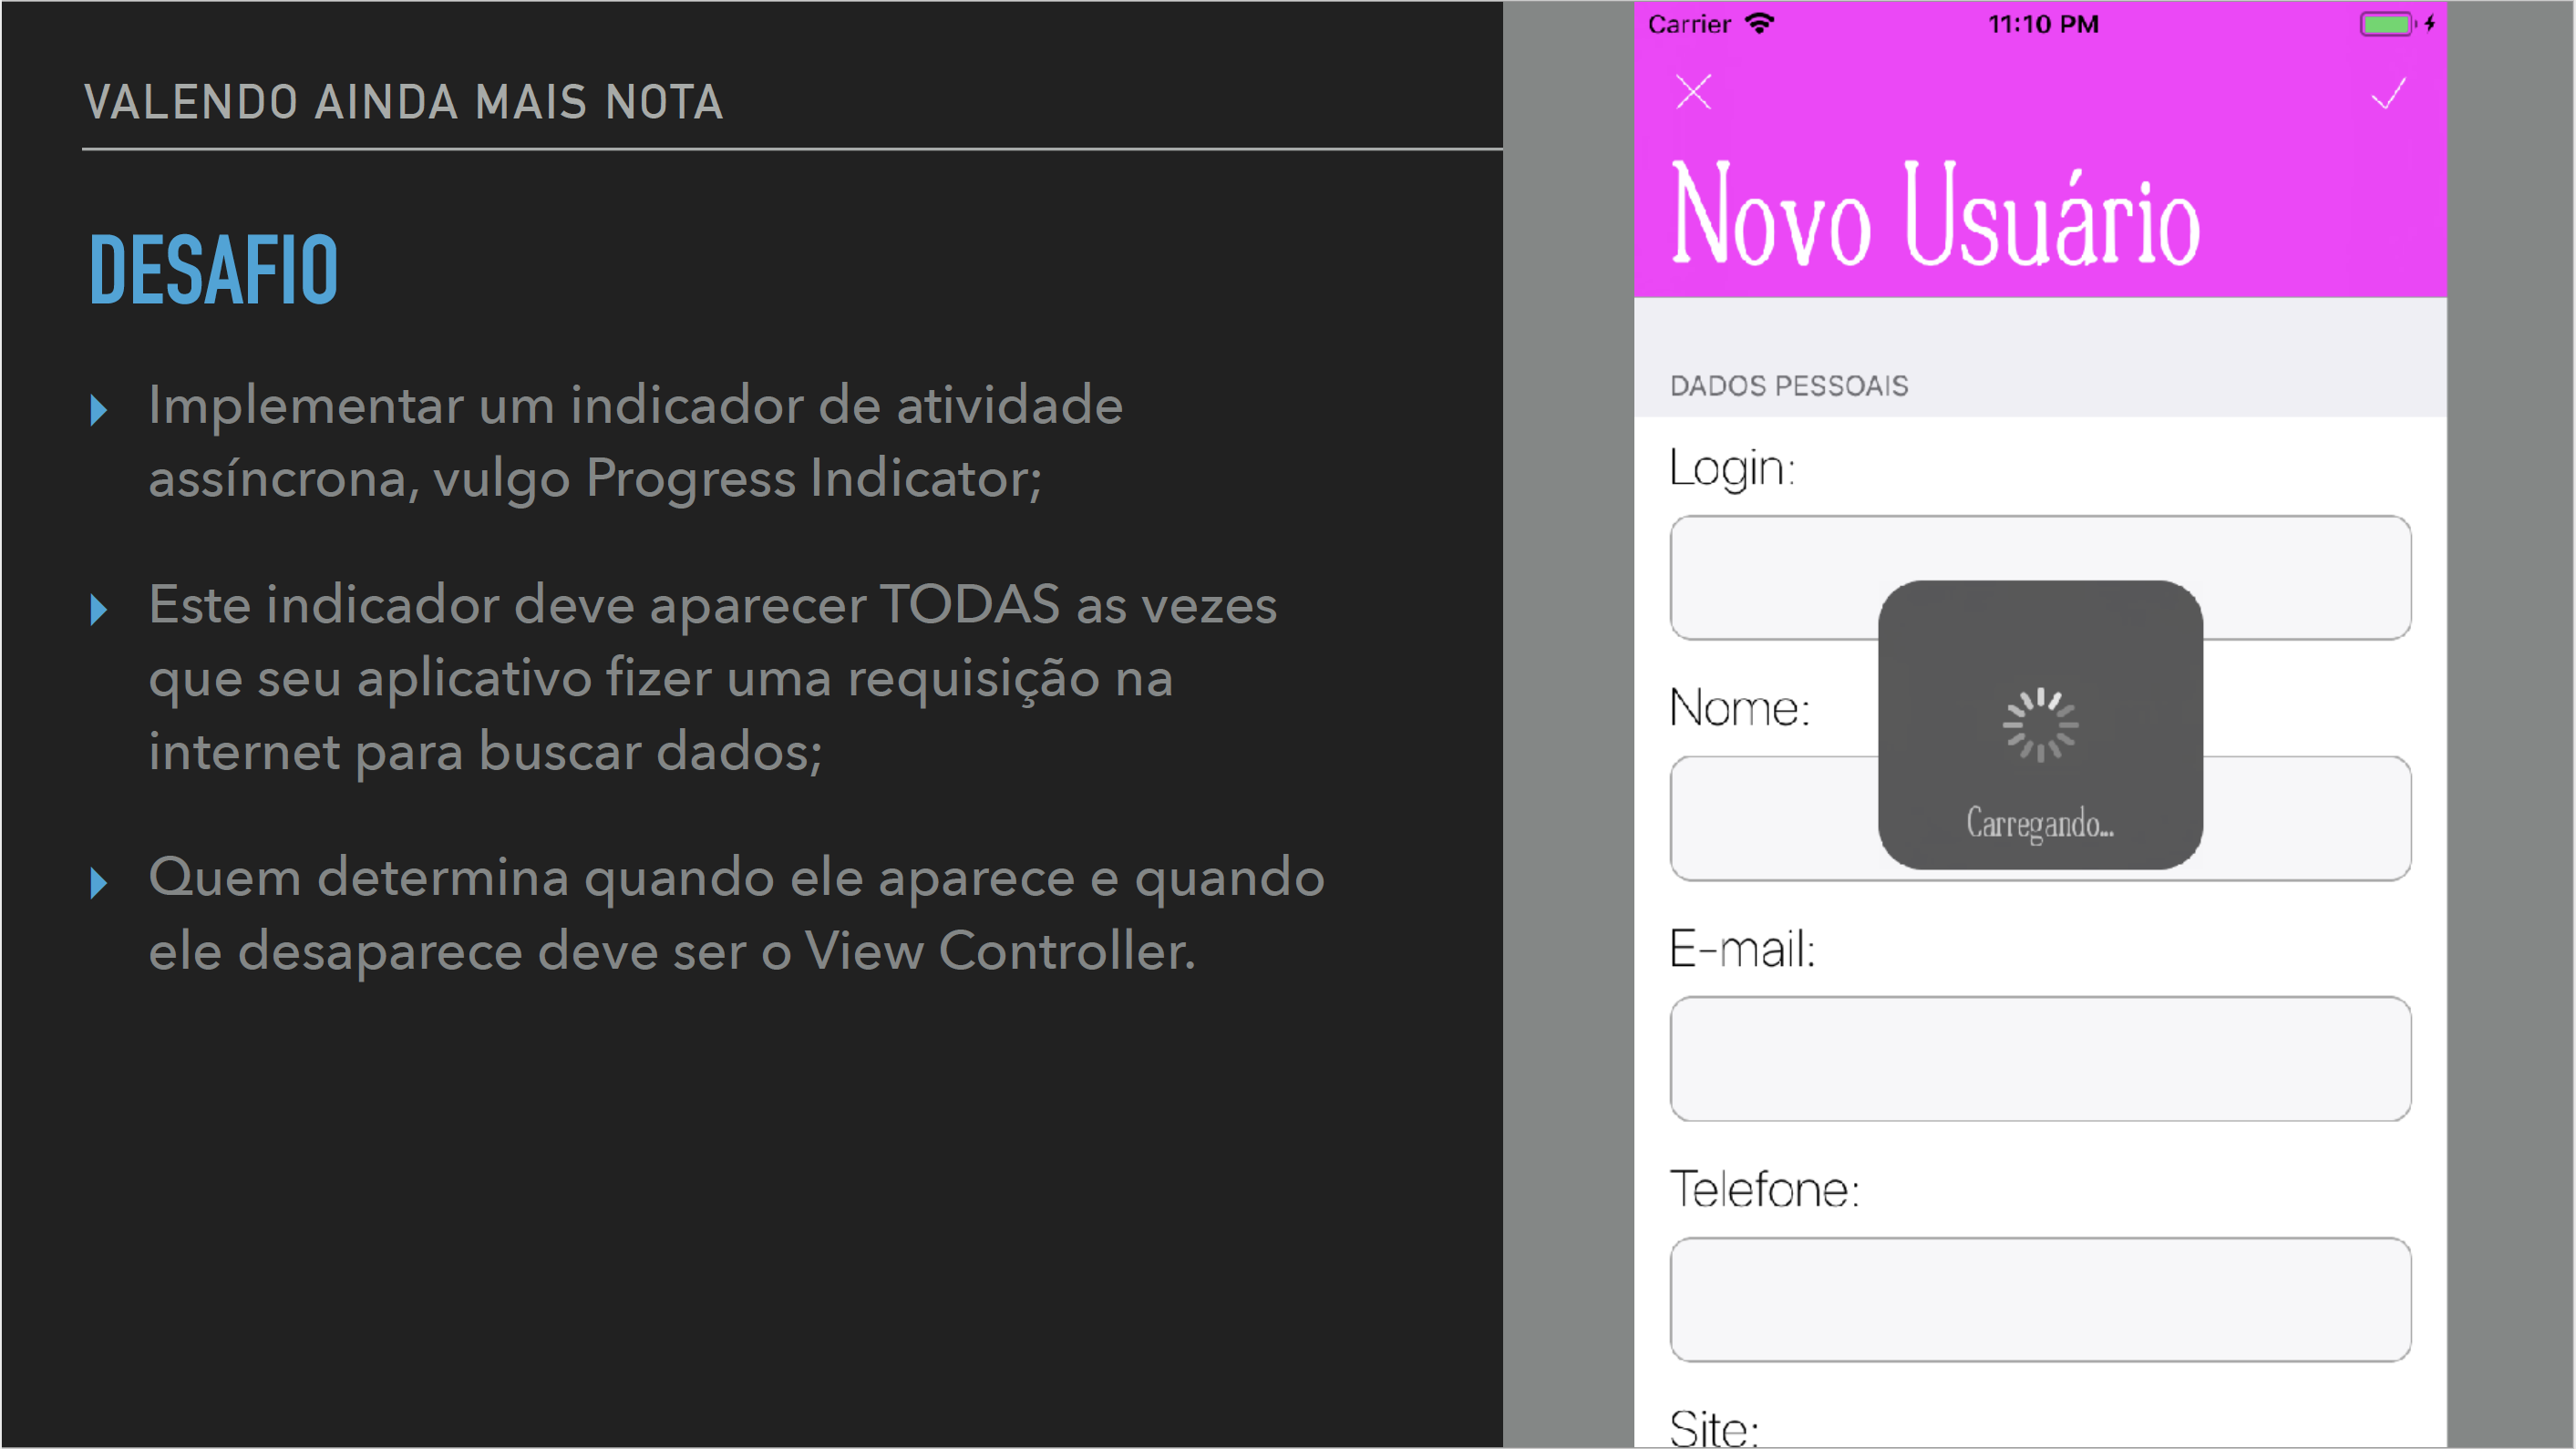 VALENDO AINDA MAIS NOTA
DESAFIO
Implementar um indicador de atividade
assíncrona, vulgo Progress Indicator;
Este indicador deve aparecer TODAS as vezes
que seu aplicativo fizer uma requisição na
internet para buscar dados;
Quem determina quando ele aparece e quando
ele desaparece deve ser o View Controller.
Carrier 11:10 PM
Novo Usuário
DADOS PESSOAIS
Login:
Nome:
Carregando...
E-mail:
Telefone:
Site: